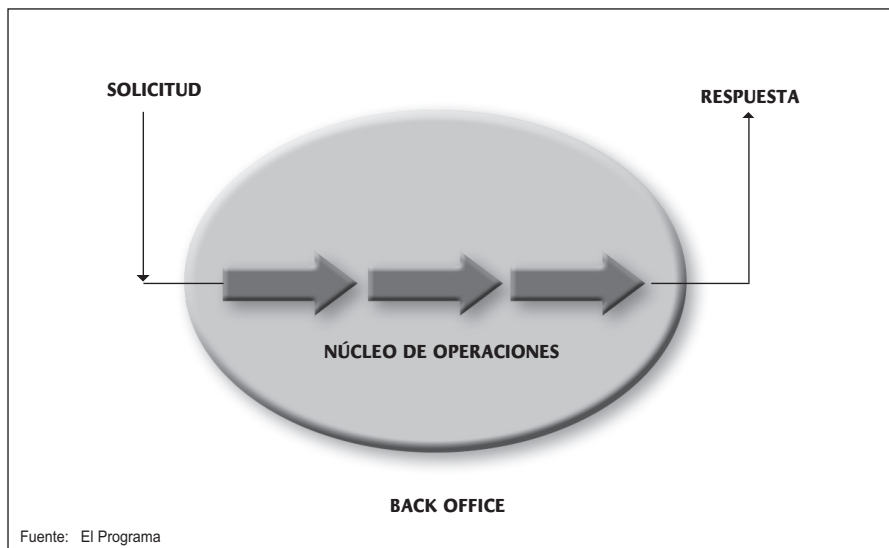 SOLICITUD
RESPUESTA
NÚCLEO DE OPERACIONES
BACK OFFICE
Fuente: El Programa